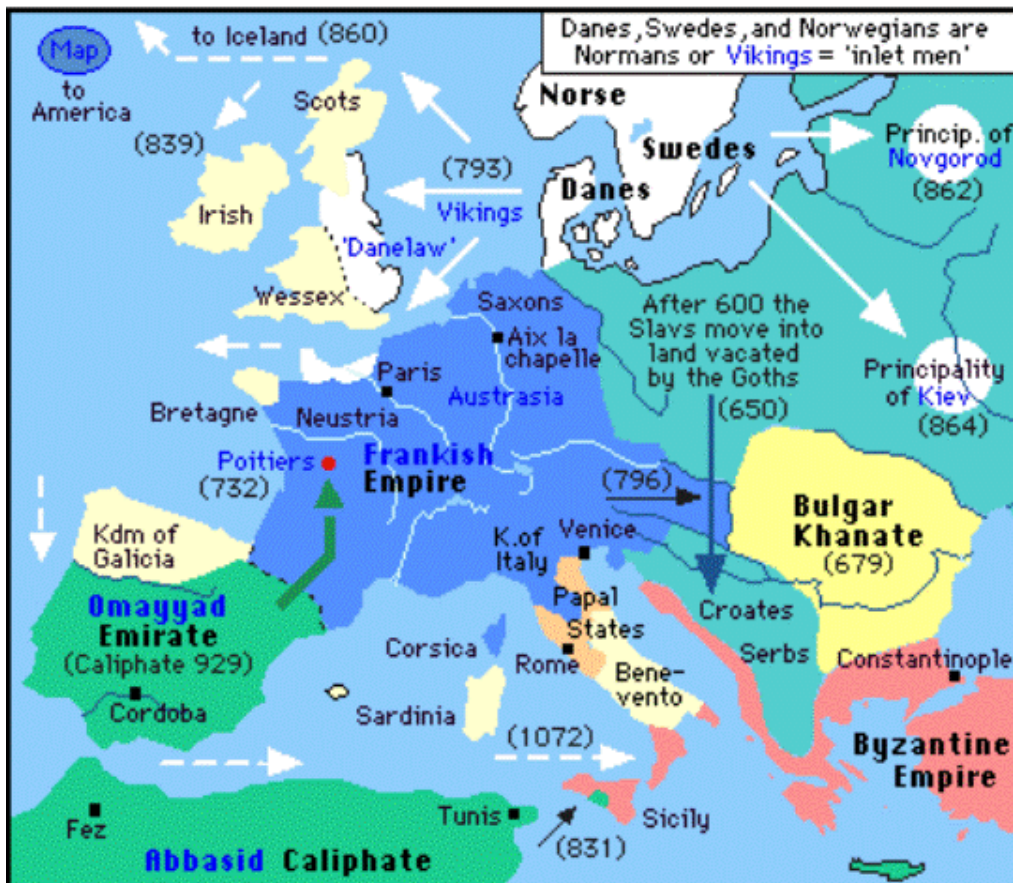 Map
to
America
to Iceland (860)
Danes, Swedes, and Norwegians are
Normans or Vikings = 'inlet men'
Scots
(839)
Irish
(793)
Vikings
'Danelaw'
Wessex
Norse
Swedes
Danes
Princip. of
Novgorod
(862)
Saxons
Aix la
chapelle
After 600 the
Slavs move into
land vacated
by the Goths
(650)
Principality
of Kiev
(864)
Paris
Austrasia
Bretagne
Neustria
Poitiers
(732)
Frankish
Empire
(796)
Bulgar
Khanate
(679)
Kdm of
Galicia
K.of
Italy
Venice
Omayyad
Emirate
(Caliphate 929)
Cordoba
Corsica
Papal
States
Rome
Croates
Serbs
Constantinople
Bene-
vento
Sardinia
(1072)
Byzantine
Empire
Fez
Tunis
Sicily
(831)
Abbasid Caliphate